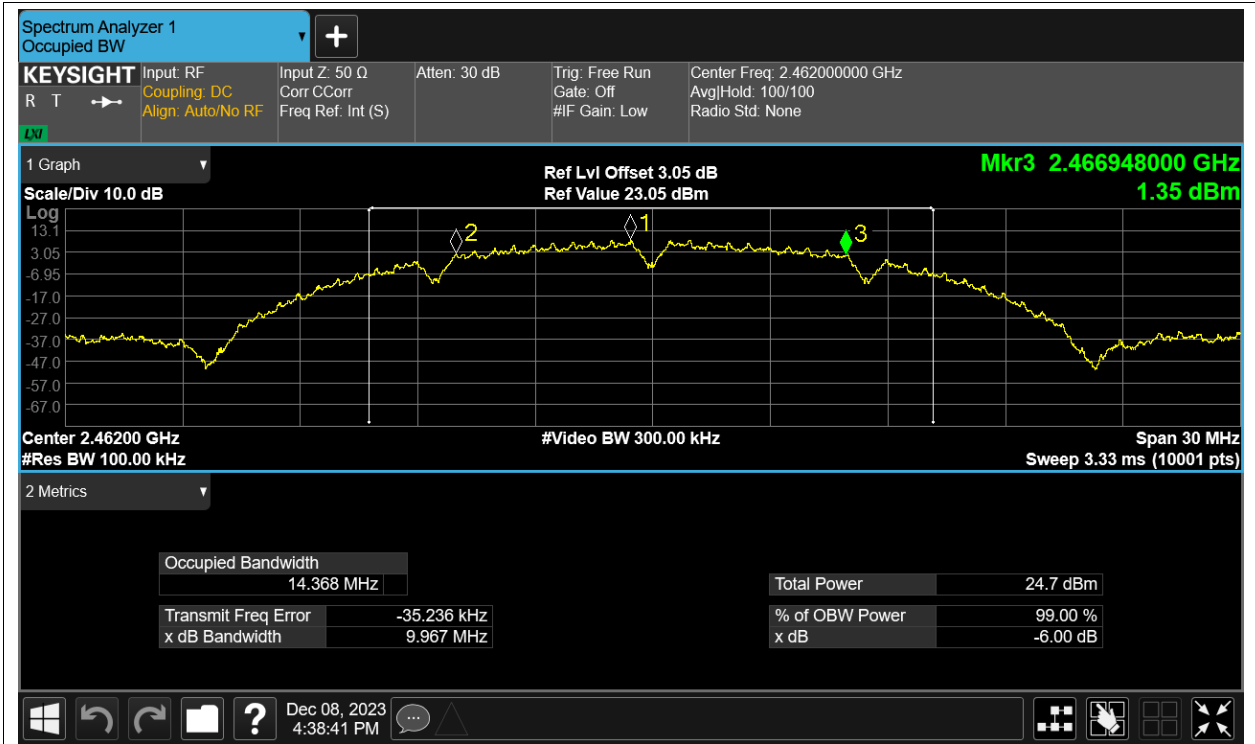 Spectrum Analyzer 1
Occupied BW
KEYSIGHT
R T
LXI
Input: RF
Coupling: DC
Align: Auto/No RF
Input Z: 50 Ω
Corr CCorr
Freq Ref: Int (S)
Atten: 30 dB
Trig: Free Run
Gate: Off
#IF Gain: Low
Center Freq: 2.462000000 GHz
Avg|Hold: 100/100
Radio Std: None
1 Graph
Scale/Div 10.0 dB
Ref Lvl Offset 3.05 dB
Ref Value 23.05 dBm
Mkr3 2.466948000 GHz
1.35 dBm
Log
13.1
3.05
-6.95
-17.0
-27.0
-37.0
-47.0
-57.0
-67.0
2
1
3
Center 2.46200 GHz
#Video BW 300.00 kHz
Span 30 MHz
#Res BW 100.00 kHz
Sweep 3.33 ms (10001 pts)
2 Metrics
Occupied Bandwidth
14.368 MHz
Transmit Freq Error -35.236 kHz
x dB Bandwidth 9.967 MHz
Total Power 24.7 dBm
% of OBW Power 99.00 %
x dB -6.00 dB
?
Dec 08, 2023
4:38:41 PM